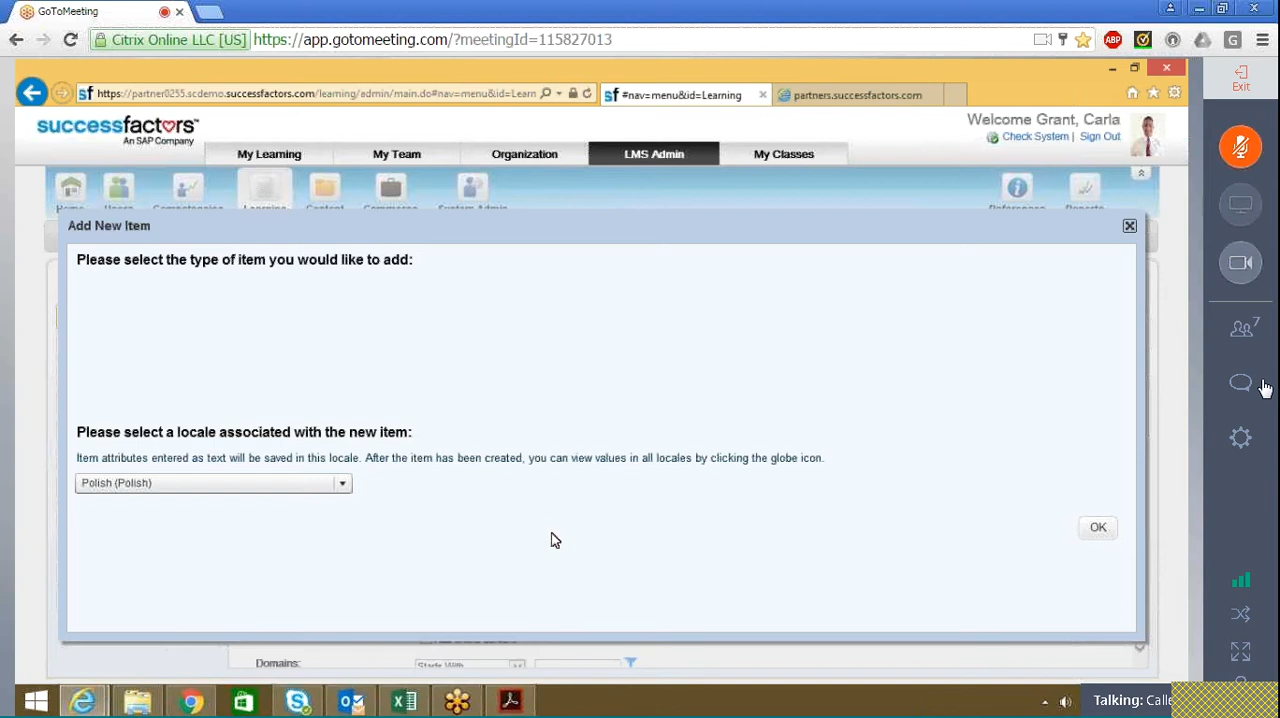 GoToMeeting
Citrix Online LLC [US] https://app.gotomeeting.com/?meetingId=115827013
ABP
G
Exit
https://partner0255.scdemo.successfactors.com/learning/admin/main.do#nav=menu&id=Learn
#nav=menu&id=Learning
partners.successfactors.com
successfactors
An SAP Company
Welcome Grant, Carla
Check System | Sign Out
My Learning
My Team
Organization
LMS Admin
My Classes
Add New Item
Please select the type of item you would like to add:
7
Please select a locale associated with the new item:
Item attributes entered as text will be saved in this locale. After the item has been created, you can view values in all locales by clicking the globe icon.
Polish (Polish)
OK
Domains:
Starts With
Talking: Calle